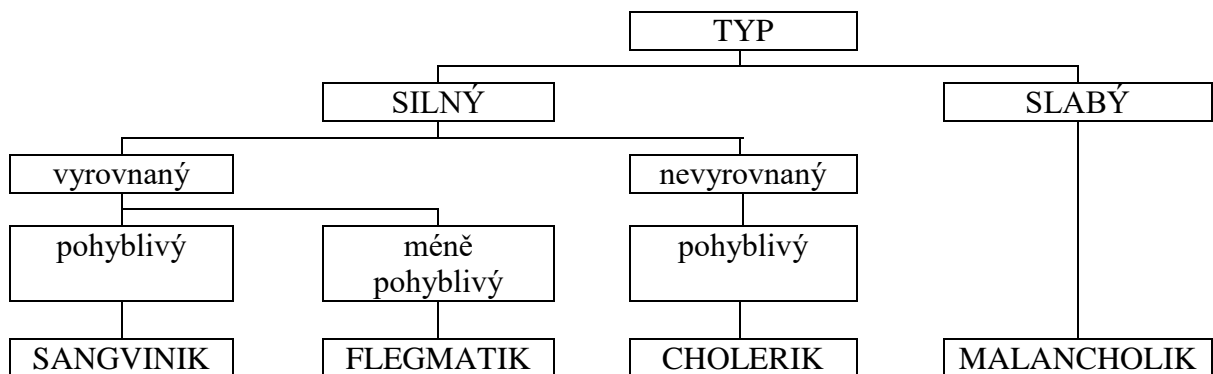 TYP
SILNÝ
SLABÝ
vyrovnaný
nevyrovnaný
pohyblivý
méně
pohyblivý
pohyblivý
SANGVINIK
FLEGMATIK
CHOLERIK
MALANCHOLIK